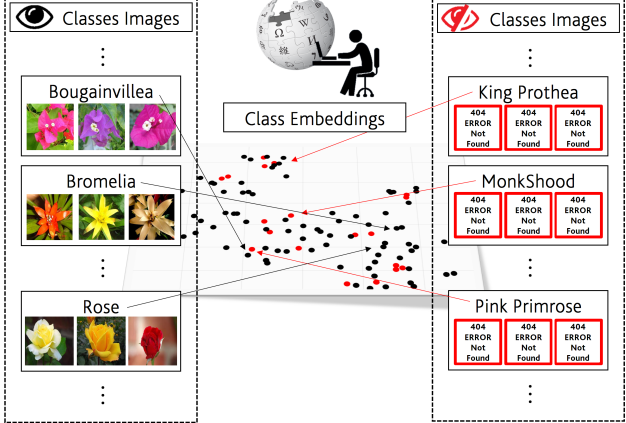 Classes Images
Bougainvillea
Bromelia
Rose
W
Ω
И
維
Class Embeddings
Classes Images
King Prothea
404 404 404
ERROR ERROR ERROR
Not Not Not
Found Found Found
MonkShood
404 404 404
ERROR ERROR ERROR
Not Not Not
Found Found Found
Pink Primrose
404 404 404
ERROR ERROR ERROR
Not Not Not
Found Found Found